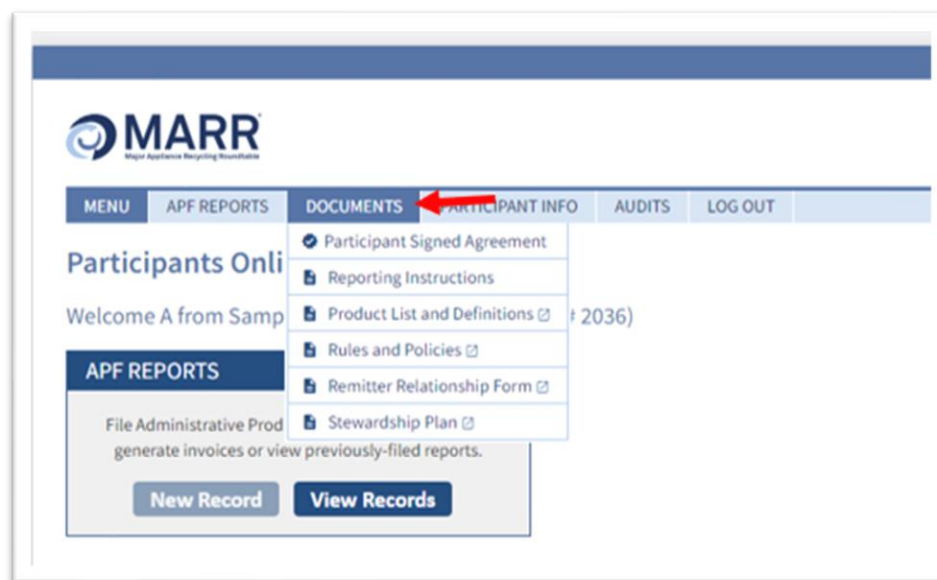 MARR
Major Appliance Recycling Roundtable
MENU APF REPORTS DOCUMENTS PARTICIPANT INFO AUDITS LOG OUT
Participant Signed Agreement
Participants Onli
Reporting Instructions
Welcome A from Samp Product List and Definitions # 2036)
Rules and Policies
APF REPORTS
Remitter Relationship Form
File Administrative Prod Stewardship Plan
generate invoices or view previously-filed reports.
New Record View Records